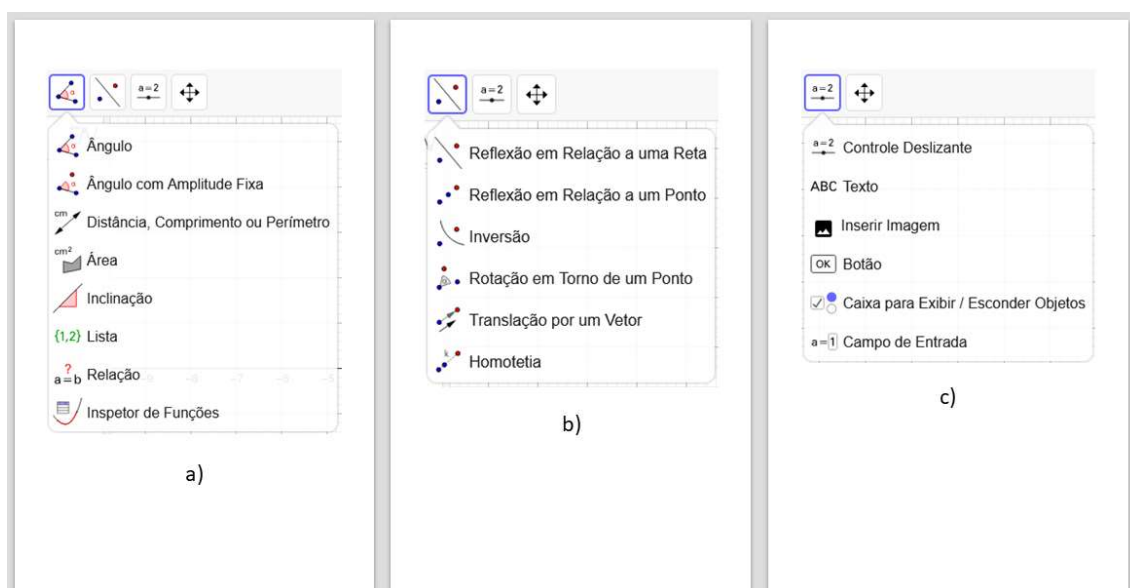 a=2
Ângulo
Ângulo com Amplitude Fixa
cm
Distância, Comprimento ou Perímetro
cm²
Área
Inclinação
{1,2} Lista
?
a=b Relação
Inspetor de Funções
a)
a=2
Reflexão em Relação a uma Reta
Reflexão em Relação a um Ponto
Inversão
Rotação em Torno de um Ponto
Translação por um Vetor
Homotetia
b)
a=2
a=2 Controle Deslizante
ABC Texto
Inserir Imagem
OK Botão
Caixa para Exibir / Esconder Objetos
a=1 Campo de Entrada
c)